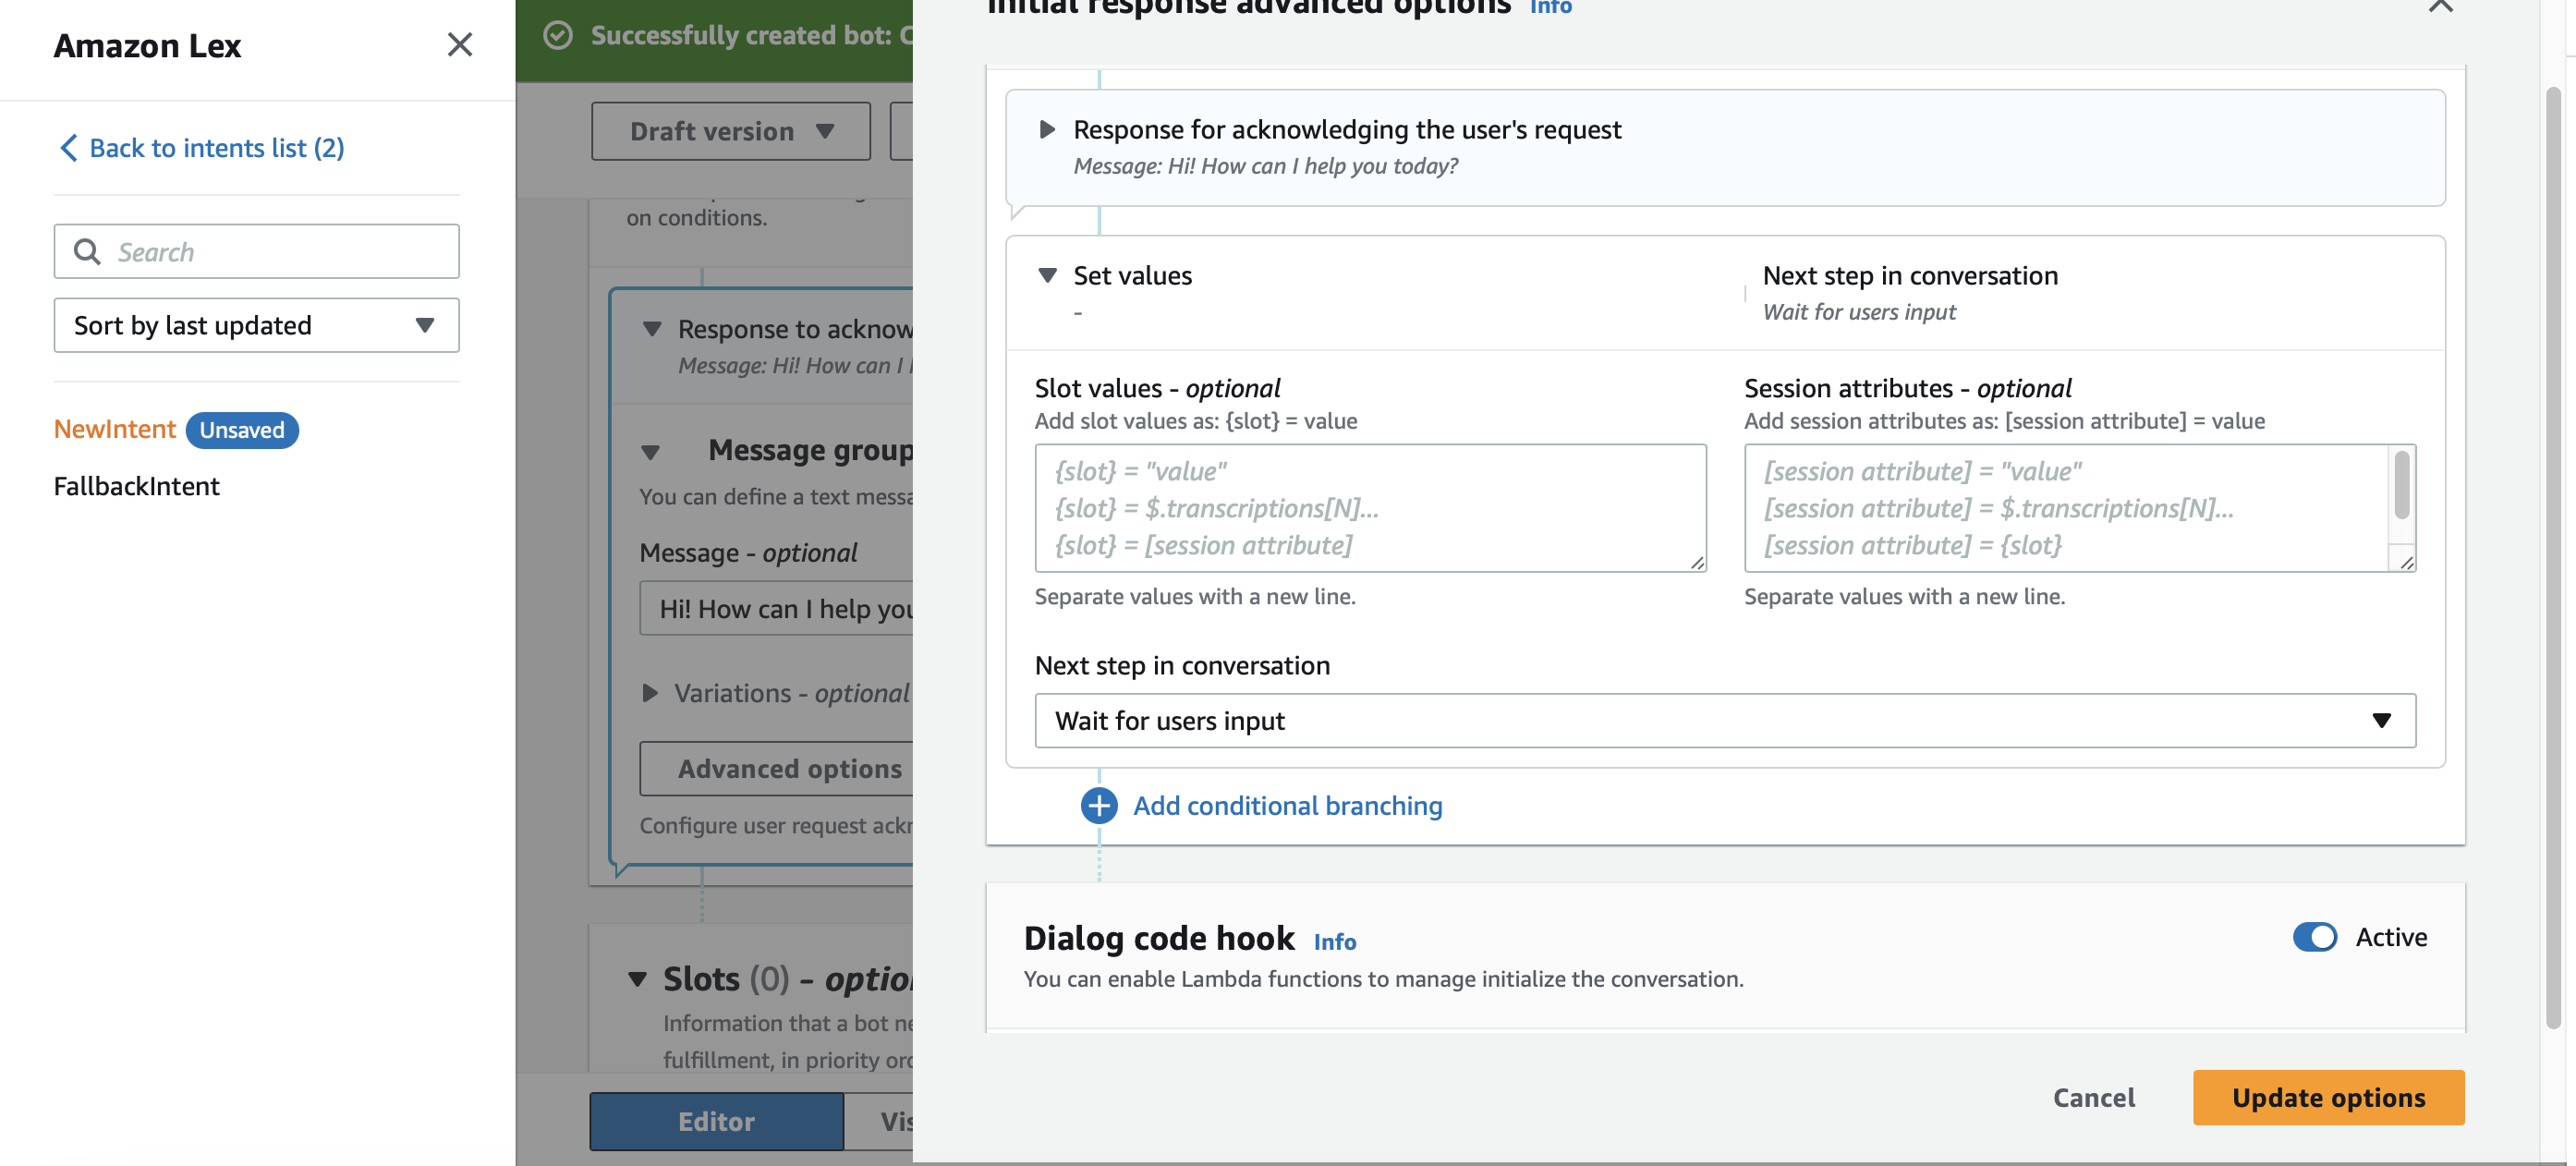 Amazon Lex
Back to intents list (2)
Search
Sort by last updated
NewIntent Unsaved
FallbackIntent
Successfully created bot:
Draft version
on conditions.
Response to acknow
Message: Hi! How can I
Message group
You can define a text messa
Message - optional
Hi! How can I help you
Variations - optional
Advanced options
Configure user request ackn
Slots (0) - option
Information that a bot ne
fulfillment, in priority ord
Editor
Vis
Initial response advanced options Info
Response for acknowledging the user's request
Message: Hi! How can I help you today?
Set values
-
Next step in conversation
Wait for users input
Slot values - optional
Add slot values as: {slot} = value
{slot} = "value"
{slot} = $.transcriptions[N]...
{slot} = [session attribute]
Separate values with a new line.
Session attributes - optional
Add session attributes as: [session attribute] = value
[session attribute] = "value"
[session attribute] = $.transcriptions[N]...
[session attribute] = {slot}
Separate values with a new line.
Next step in conversation
Wait for users input
Add conditional branching
Dialog code hook Info
Active
You can enable Lambda functions to manage initialize the conversation.
Cancel
Update options